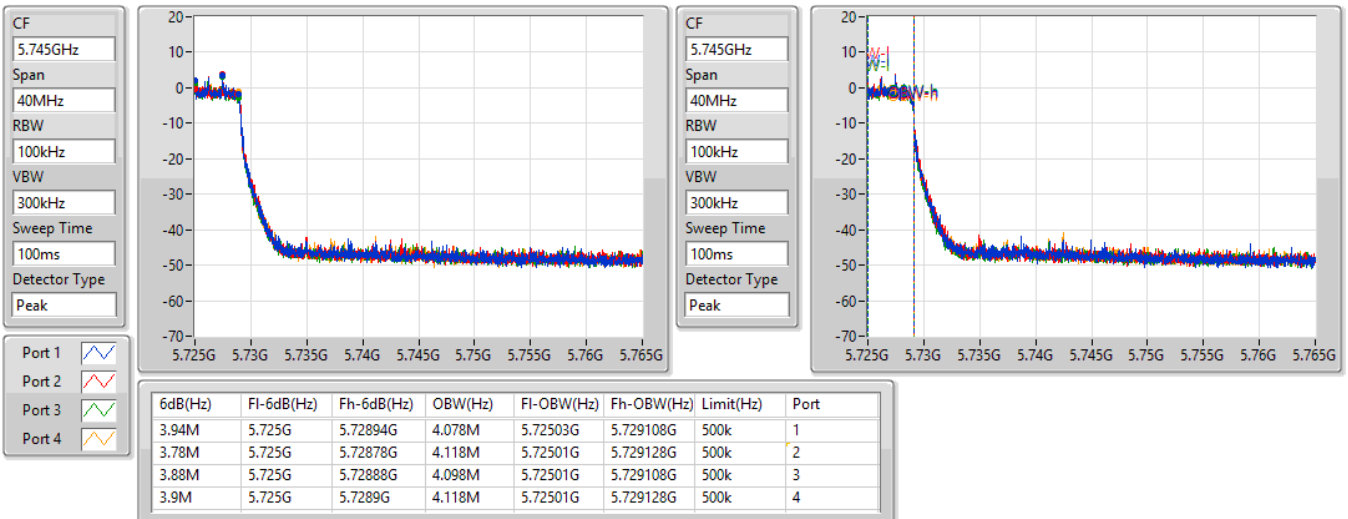 CF
5.745GHz
Span
40MHz
RBW
100kHz
VBW
300kHz
Sweep Time
100ms
Detector Type
Peak
20
10
0
-10
-20
-30
-40
-50
-60
-70
5.725G 5.73G 5.735G 5.74G 5.745G 5.75G 5.755G 5.76G 5.765G
CF
5.745GHz
Span
40MHz
RBW
100kHz
VBW
300kHz
Sweep Time
100ms
Detector Type
Peak
20
10
0
-10
-20
-30
-40
-50
-60
-70
5.725G 5.73G 5.735G 5.74G 5.745G 5.75G 5.755G 5.76G 5.765G
Port 1
Port 2
Port 3
Port 4
6dB(Hz) Fl-6dB(Hz) Fh-6dB(Hz) OBW(Hz) Fl-OBW(Hz) Fh-OBW(Hz) Limit(Hz) Port
3.94M 5.725G 5.72894G 4.078M 5.72503G 5.729108G 500k 1
3.78M 5.725G 5.72878G 4.118M 5.72501G 5.729128G 500k 2
3.88M 5.725G 5.72888G 4.098M 5.72501G 5.729108G 500k 3
3.9M 5.725G 5.7289G 4.118M 5.72501G 5.729128G 500k 4